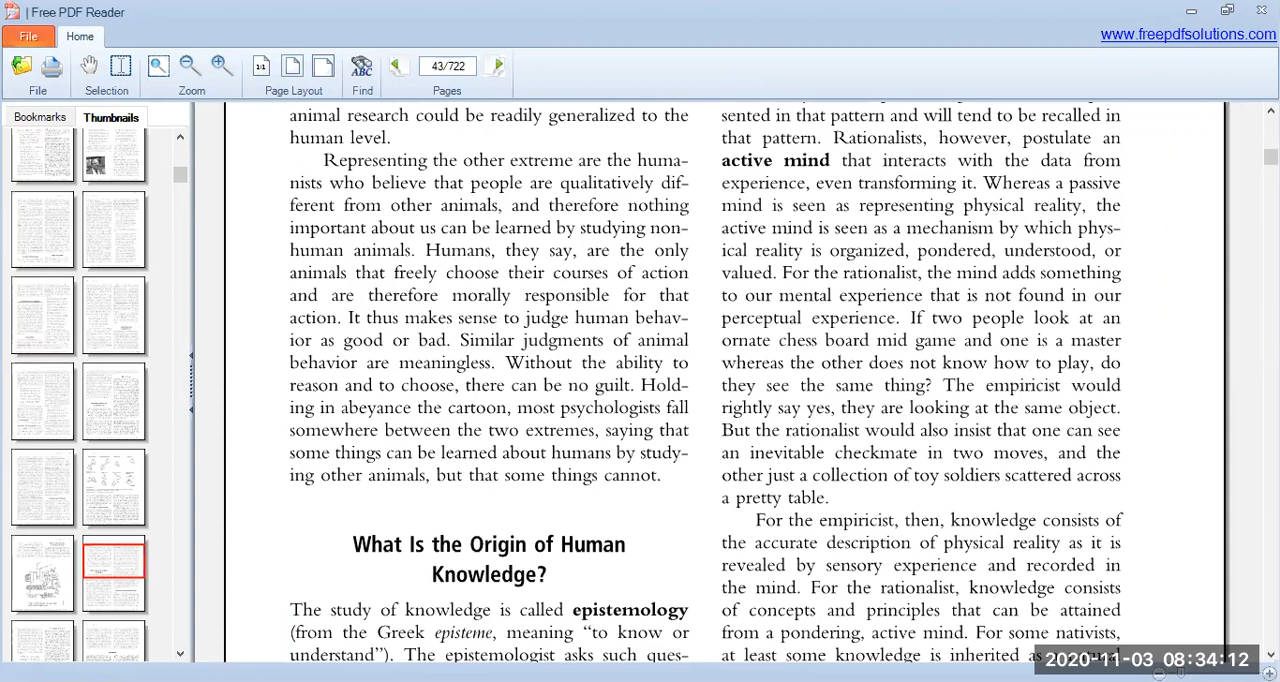 | Free PDF Reader
www.freepdfsolutions.com
File
Home
43/722
File
Selection
Zoom
Page Layout
Find
Pages
Bookmarks
Thumbnails
animal research could be readily generalized to the
human level.
Representing the other extreme are the huma-
nists who believe that people are qualitatively dif-
ferent from other animals, and therefore nothing
important about us can be learned by studying non-
human animals. Humans, they say, are the only
animals that freely choose their courses of action
and are therefore morally responsible for that
action. It thus makes sense to judge human behav-
ior as good or bad. Similar judgments of animal
behavior are meaningless. Without the ability to
reason and to choose, there can be no guilt. Hold-
ing in abeyance the cartoon, most psychologists fall
somewhere between the two extremes, saying that
some things can be learned about humans by study-
ing other animals, but that some things cannot.
What Is the Origin of Human
Knowledge?
The study of knowledge is called epistemology
(from the Greek episteme, meaning “to know or
understand”). The epistemologist asks such ques-
sented in that pattern and will tend to be recalled in
that pattern. Rationalists, however, postulate an
active mind that interacts with the data from
experience, even transforming it. Whereas a passive
mind is seen as representing physical reality, the
active mind is seen as a mechanism by which phys-
ical reality is organized, pondered, understood, or
valued. For the rationalist, the mind adds something
to our mental experience that is not found in our
perceptual experience. If two people look at an
ornate chess board mid game and one is a master
whereas the other does not know how to play, do
they see the same thing? The empiricist would
rightly say yes, they are looking at the same object.
But the rationalist would also insist that one can see
an inevitable checkmate in two moves, and the
other just a collection of toy soldiers scattered across
a pretty table.
For the empiricist, then, knowledge consists of
the accurate description of physical reality as it is
revealed by sensory experience and recorded in
the mind. For the rationalist, knowledge consists
of concepts and principles that can be attained
from a pondering, active mind. For some nativists,
at least some knowledge is inherited
2020-11-03 08:34:12